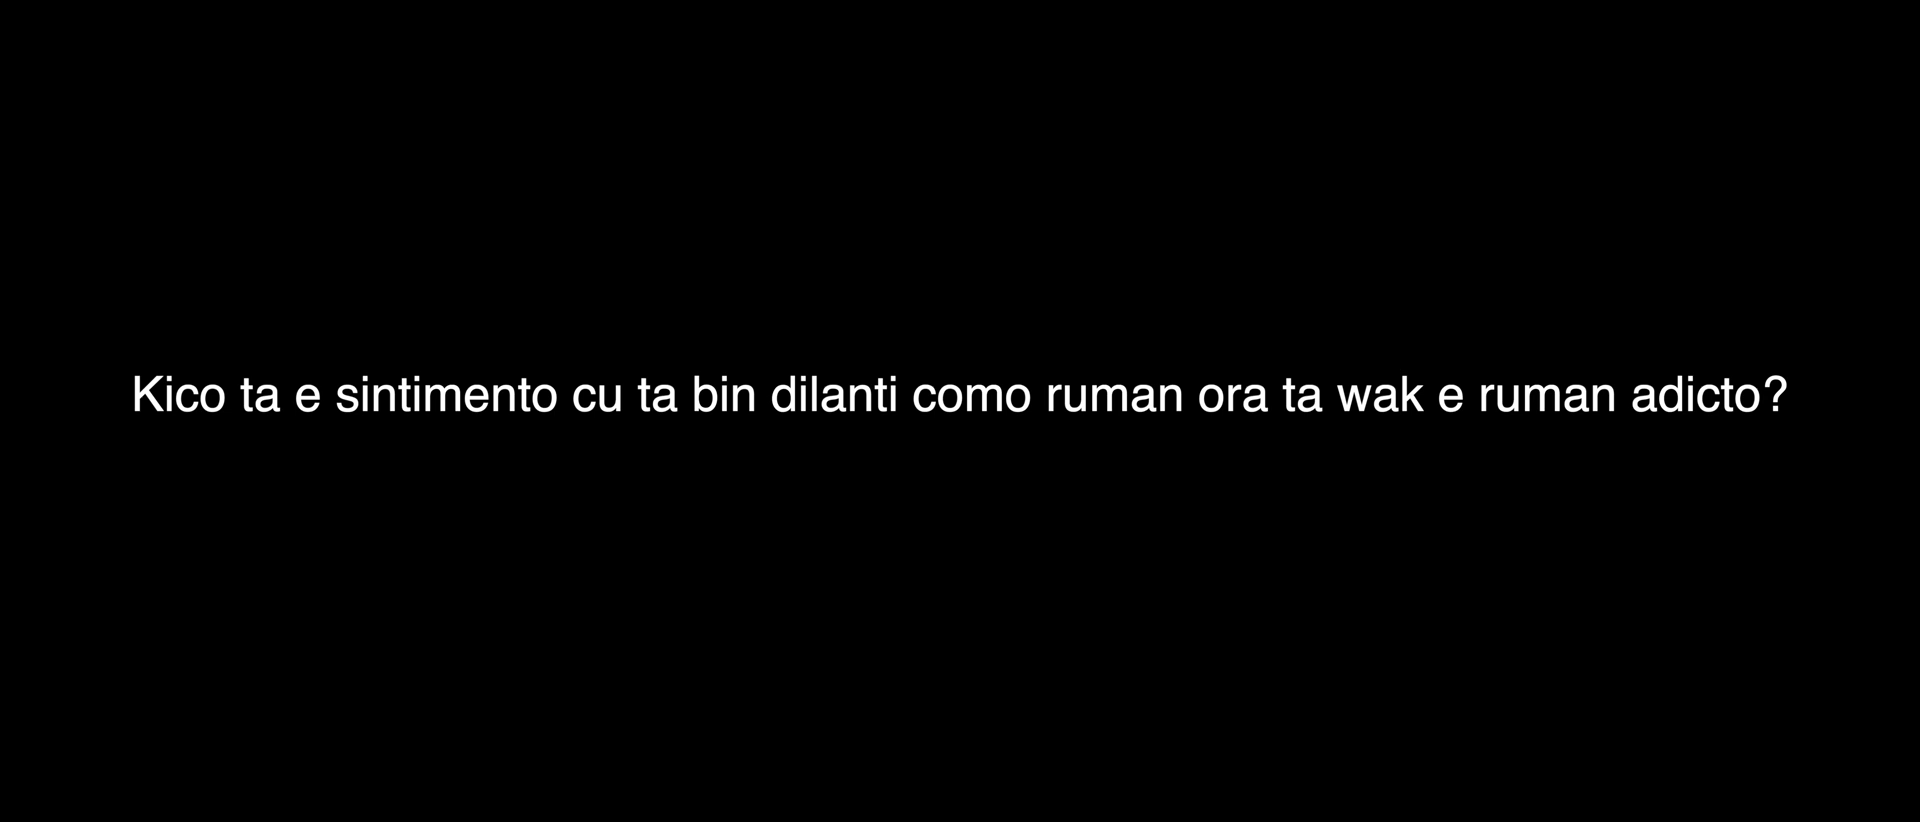 Kico ta e sintimento cu ta bin dilanti como ruman ora ta wak e ruman adicto?